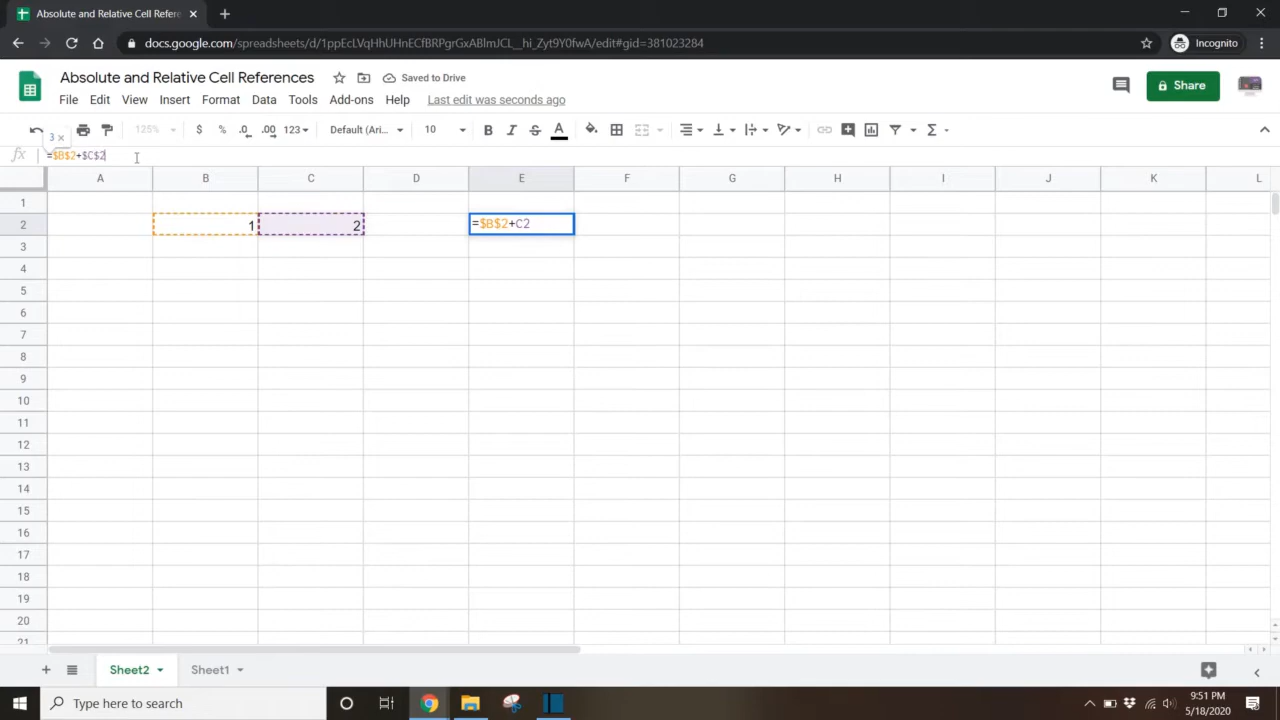 Absolute and Relative Cell Refere
docs.google.com/spreadsheets/d/1ppEcLVqHhUHnECfBRPgrGxABlmJCL__hi_Zyt9Y0fwA/edit#gid=381023284
Incognito
Absolute and Relative Cell References
Saved to Drive
File Edit View Insert Format Data Tools Add-ons Help Last edit was seconds ago
Share
125% $ % .0 .00 123 Default (Ari... 10 B I S A
3 ×
fx =$B$2+$C$2
A B C D E F G H I J K L
1
2 1 2 =$B$2+C2
3
4
5
6
7
8
9
10
11
12
13
14
15
16
17
18
19
20
21
Sheet2 Sheet1
Type here to search
9:51 PM
5/18/2020